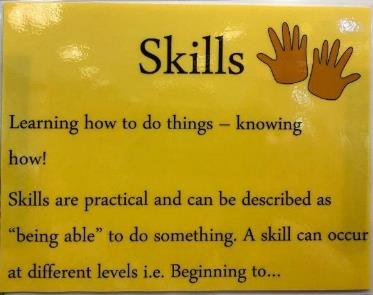 Skills
Learning how to do things – knowing
how!
Skills are practical and can be described as
“being able” to do something. A skill can occur
at different levels i.e. Beginning to...